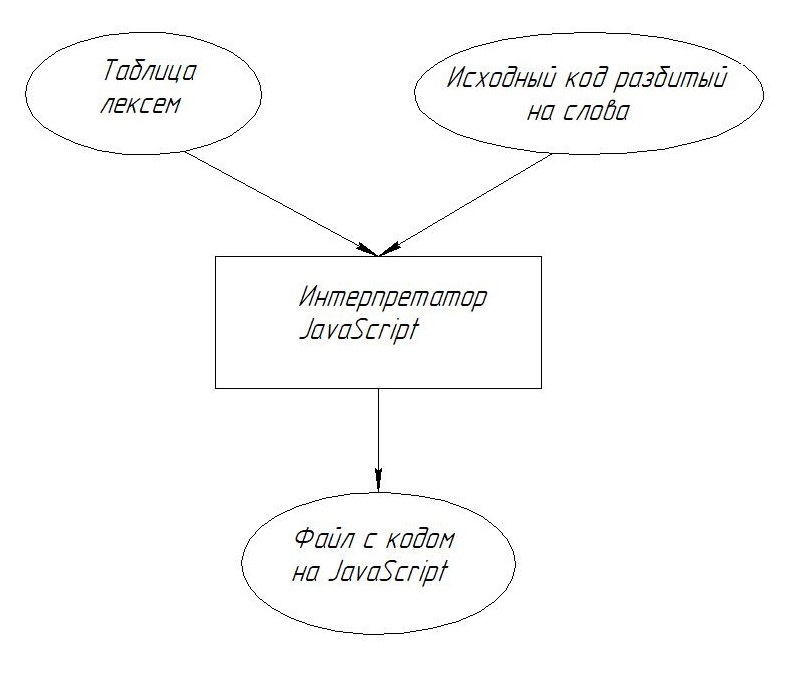 Таблица
лексем
Исходный код разбитый
на слова
Интерпретатор
JavaScript
Файл с кодом
на JavaScript